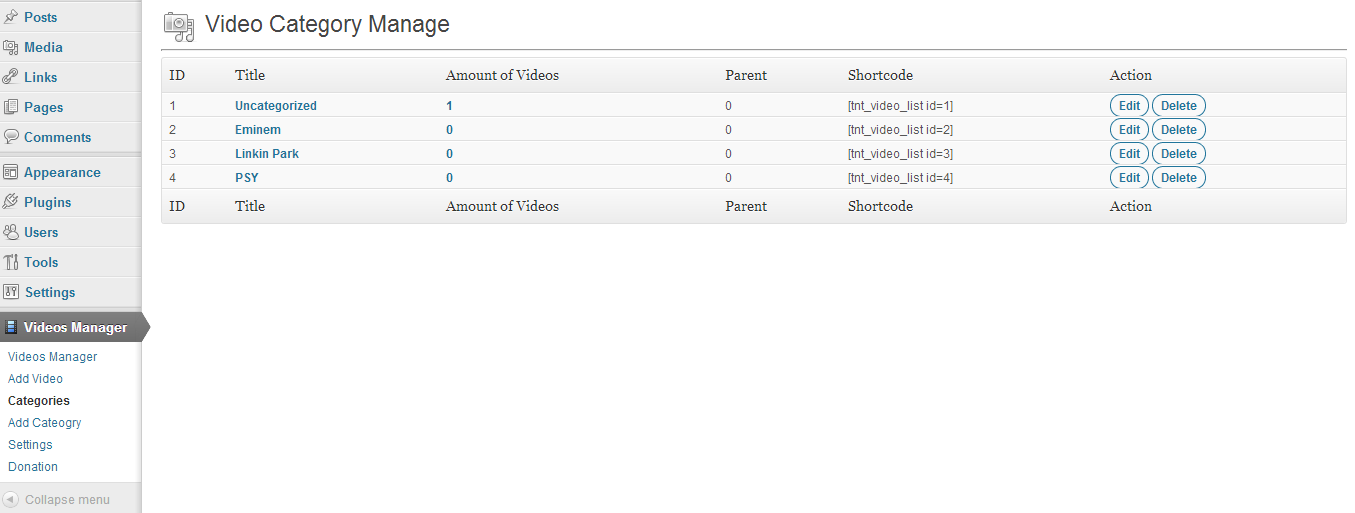 Posts
Media
Links
Pages
Comments
Appearance
Plugins
Users
Tools
Settings
Videos Manager
Videos Manager
Add Video
Categories
Add Cateogry
Settings
Donation
Collapse menu
Video Category Manage
ID Title Amount of Videos Parent Shortcode Action
1 Uncategorized 1 0 [tnt_video_list id=1] Edit Delete
2 Eminem 0 0 [tnt_video_list id=2] Edit Delete
3 Linkin Park 0 0 [tnt_video_list id=3] Edit Delete
4 PSY 0 0 [tnt_video_list id=4] Edit Delete
ID Title Amount of Videos Parent Shortcode Action